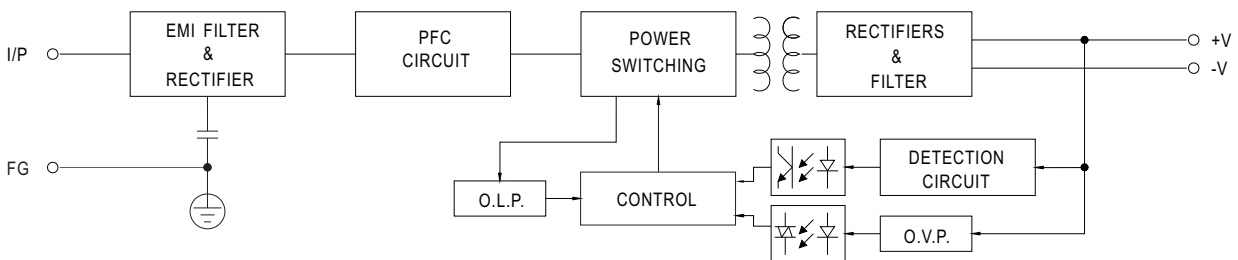 I/P
EMI FILTER
&
RECTIFIER
PFC
CIRCUIT
POWER
SWITCHING
RECTIFIERS
&
FILTER
+V
-V
FG
O.L.P.
CONTROL
DETECTION
CIRCUIT
O.V.P.